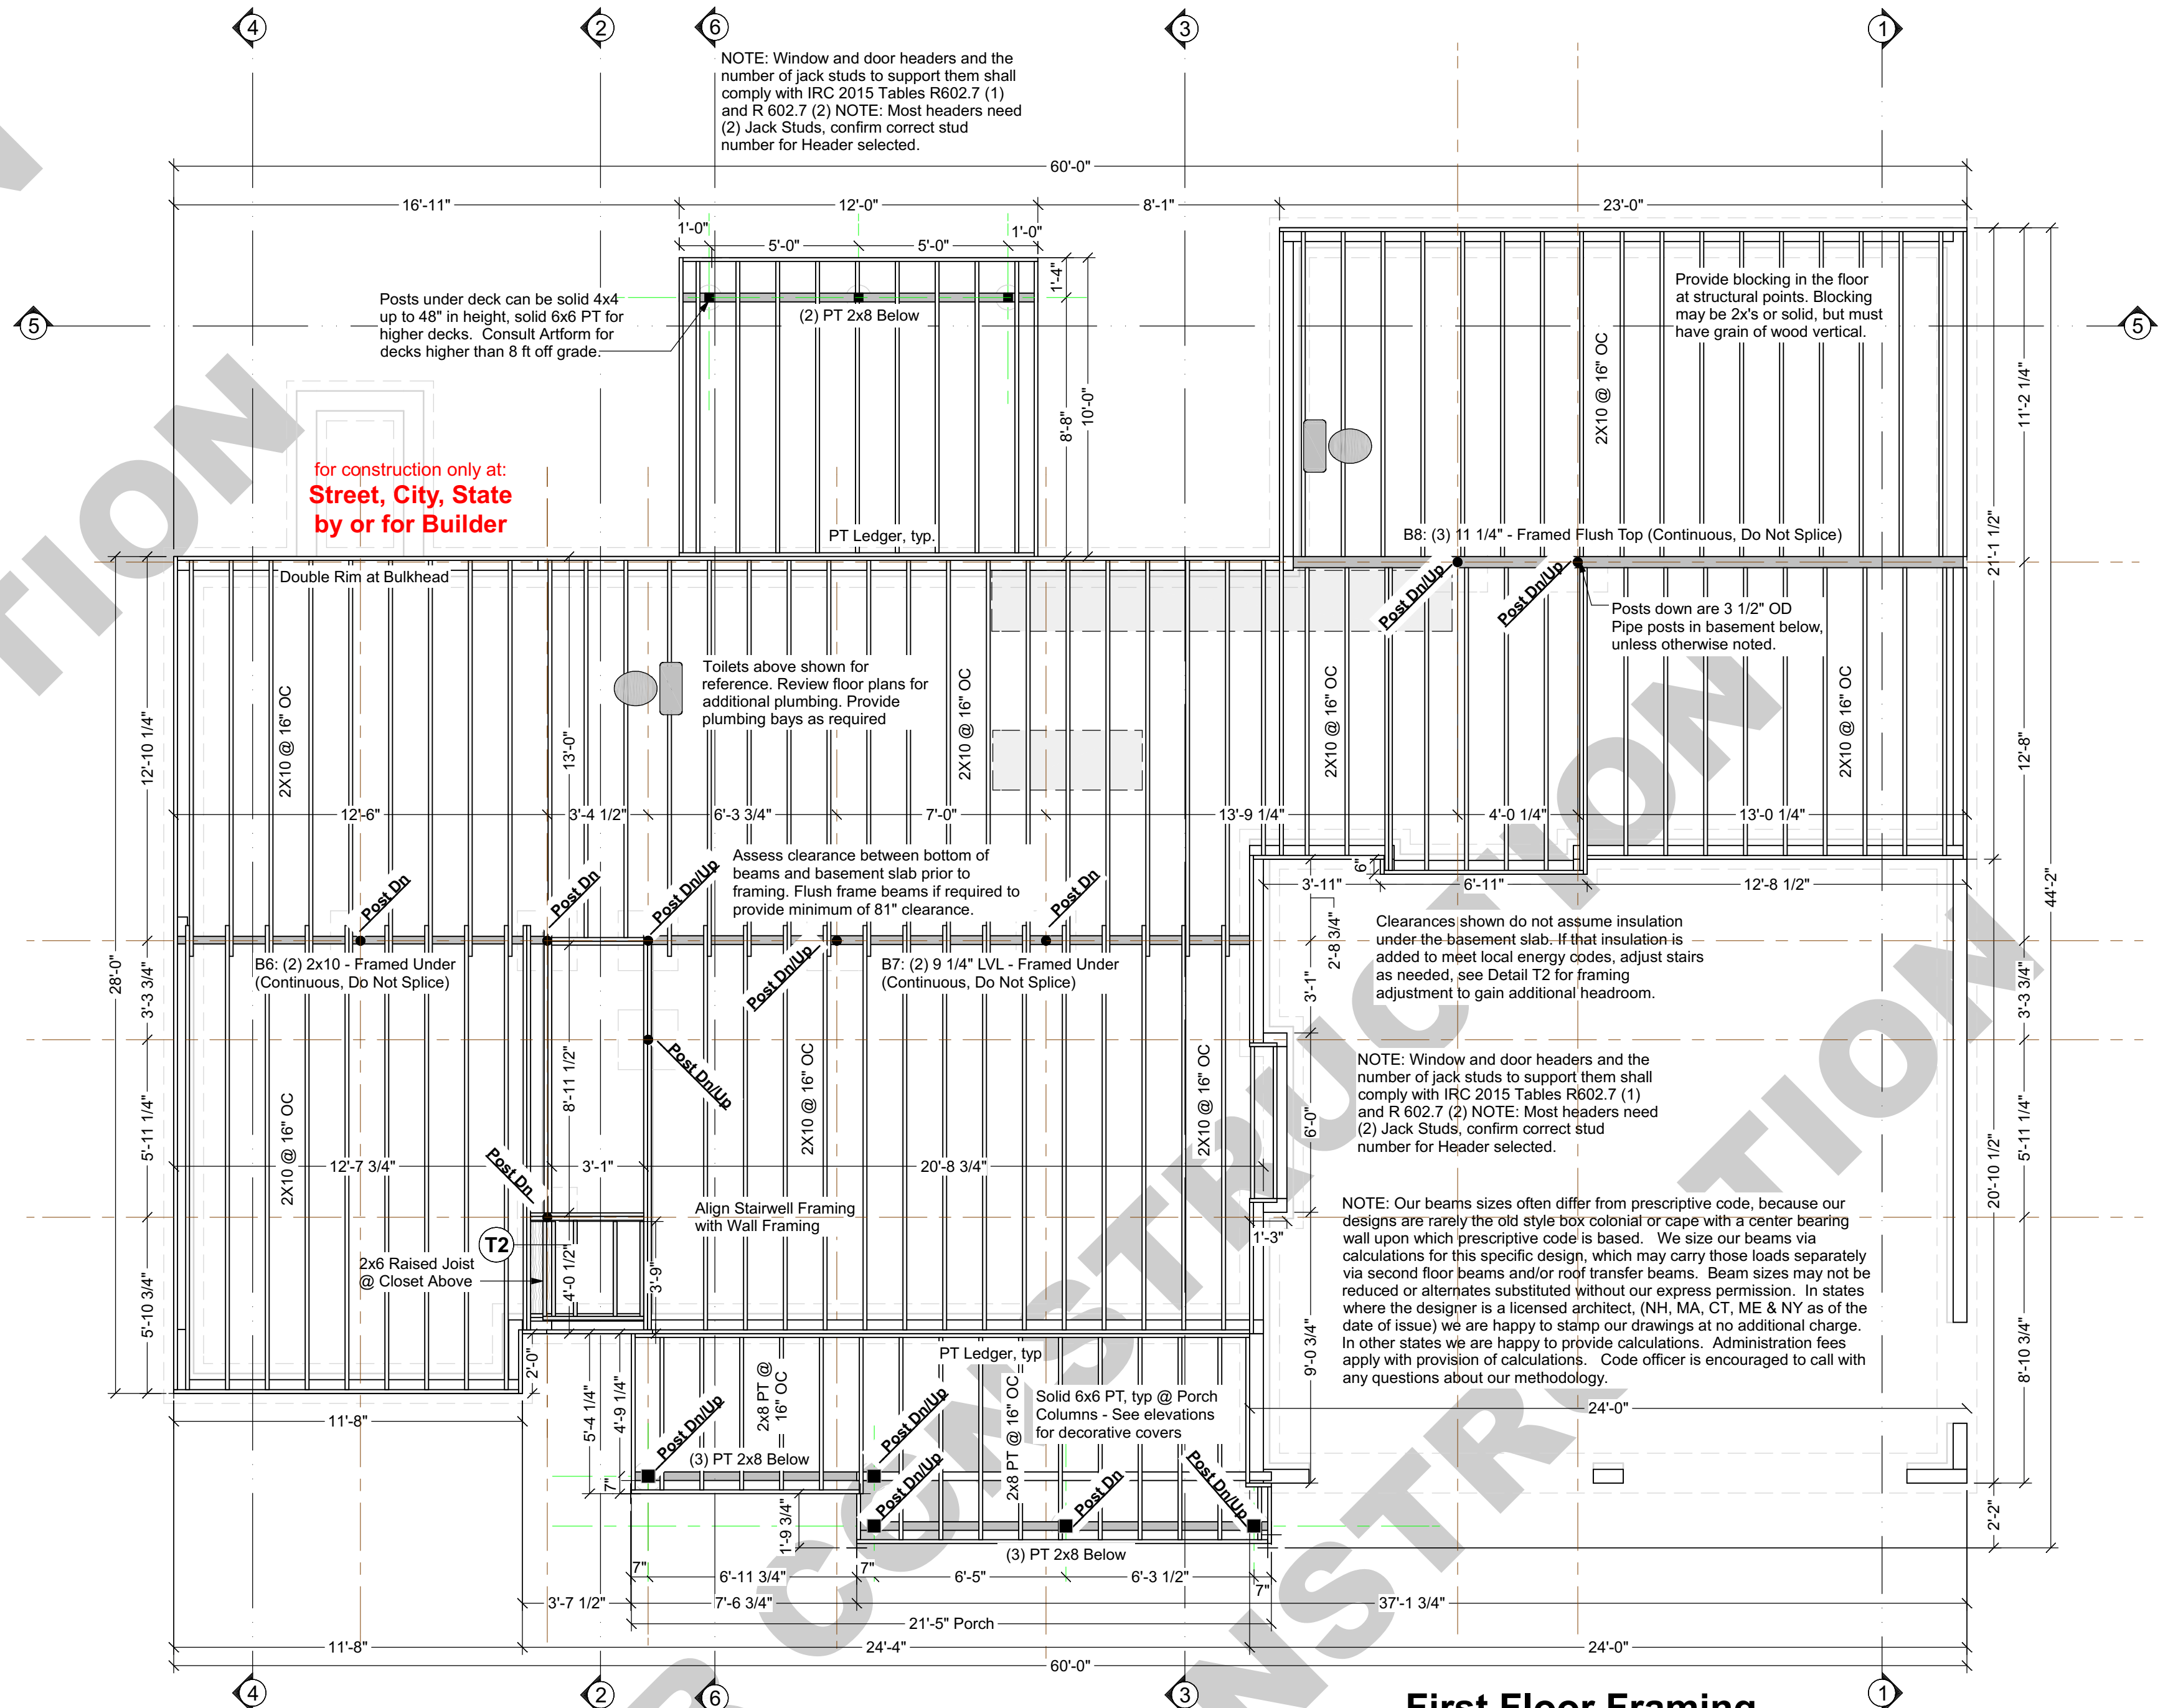 4
2
6
3
1
NOTE: Window and door headers and the
number of jack studs to support them shall
comply with IRC 2015 Tables R602.7 (1)
and R 602.7 (2) NOTE: Most headers need
(2) Jack Studs, confirm correct stud
number for Header selected.
60'-0"
16'-11"
12'-0"
8'-1"
23'-0"
1'-0"
5'-0"
5'-0"
1'-0"
1'-4"
8'-8"
10'-0"
Posts under deck can be solid 4x4
up to 48" in height, solid 6x6 PT for
higher decks. Consult Artform for
decks higher than 8 ft off grade.
(2) PT 2x8 Below
Provide blocking in the floor
at structural points. Blocking
may be 2x's or solid, but must
have grain of wood vertical.
5
5
2X10 @ 16" OC
11'-2 1/4"
21'-1 1/2"
for construction only at:
Street, City, State
by or for Builder
PT Ledger, typ.
B8: (3) 11 1/4" - Framed Flush Top (Continuous, Do Not Splice)
Double Rim at Bulkhead
Post Dn/Up
Post Dn/Up
Posts down are 3 1/2" OD
Pipe posts in basement below,
unless otherwise noted.
Toilets above shown for
reference. Review floor plans for
additional plumbing. Provide
plumbing bays as required
2X10 @ 16" OC
2X10 @ 16" OC
2X10 @ 16" OC
2X10 @ 16" OC
12'-10 1/4"
13'-0"
12'-8"
12'-6"
3'-4 1/2"
6'-3 3/4"
7'-0"
13'-9 1/4"
4'-0 1/4"
13'-0 1/4"
Assess clearance between bottom of
beams and basement slab prior to
framing. Flush frame beams if required to
provide minimum of 81" clearance.
Post Dn
Post Dn
Post Dn/Up
Post Dn/Up
Post Dn
6"
3'-11"
6'-11"
12'-8 1/2"
44'-2"
2'-8 3/4"
Clearances shown do not assume insulation
under the basement slab. If that insulation is
added to meet local energy codes, adjust stairs
as needed, see Detail T2 for framing
adjustment to gain additional headroom.
B6: (2) 2x10 - Framed Under
(Continuous, Do Not Splice)
B7: (2) 9 1/4" LVL - Framed Under
(Continuous, Do Not Splice)
28'-0"
3'-3 3/4"
3'-1"
3'-3 3/4"
Post Dn/Up
8'-11 1/2"
2X10 @ 16" OC
2X10 @ 16" OC
2X10 @ 16" OC
5'-11 1/4"
6'-0"
5'-11 1/4"
20'-10 1/2"
NOTE: Window and door headers and the
number of jack studs to support them shall
comply with IRC 2015 Tables R602.7 (1)
and R 602.7 (2) NOTE: Most headers need
(2) Jack Studs, confirm correct stud
number for Header selected.
12'-7 3/4"
3'-1"
20'-8 3/4"
Post Dn
Align Stairwell Framing
with Wall Framing
T2
2x6 Raised Joist
@ Closet Above
4'-0 1/2"
3'-9"
1'-3"
NOTE: Our beams sizes often differ from prescriptive code, because our
designs are rarely the old style box colonial or cape with a center bearing
wall upon which prescriptive code is based. We size our beams via
calculations for this specific design, which may carry those loads separately
via second floor beams and/or roof transfer beams. Beam sizes may not be
reduced or alternates substituted without our express permission. In states
where the designer is a licensed architect, (NH, MA, CT, ME & NY as of the
date of issue) we are happy to stamp our drawings at no additional charge.
In other states we are happy to provide calculations. Administration fees
apply with provision of calculations. Code officer is encouraged to call with
any questions about our methodology.
5'-10 3/4"
2'-0"
9'-0 3/4"
8'-10 3/4"
PT Ledger, typ
2x8 PT @
16" OC
2x8 PT @ 16" OC
Solid 6x6 PT, typ @ Porch
Columns - See elevations
for decorative covers
11'-8"
5'-4 1/4"
4'-9 1/4"
7"
24'-0"
Post Dn/Up
Post Dn/Up
(3) PT 2x8 Below
Post Dn/Up
Post Dn
Post Dn/Up
1'-9 3/4"
2'-2"
(3) PT 2x8 Below
7"
6'-11 3/4"
7"
6'-5"
6'-3 1/2"
7"
3'-7 1/2"
7'-6 3/4"
37'-1 3/4"
21'-5" Porch
11'-8"
24'-4"
24'-0"
60'-0"
4
2
6
3
1
First Floor Framing
CONSTRUCTION